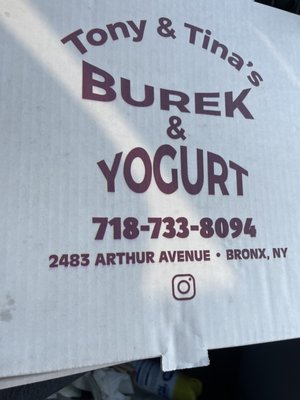 Tony & Tina's
BUREK
&
YOGURT
718-733-8094
2483 ARTHUR AVENUE • BRONX, NY